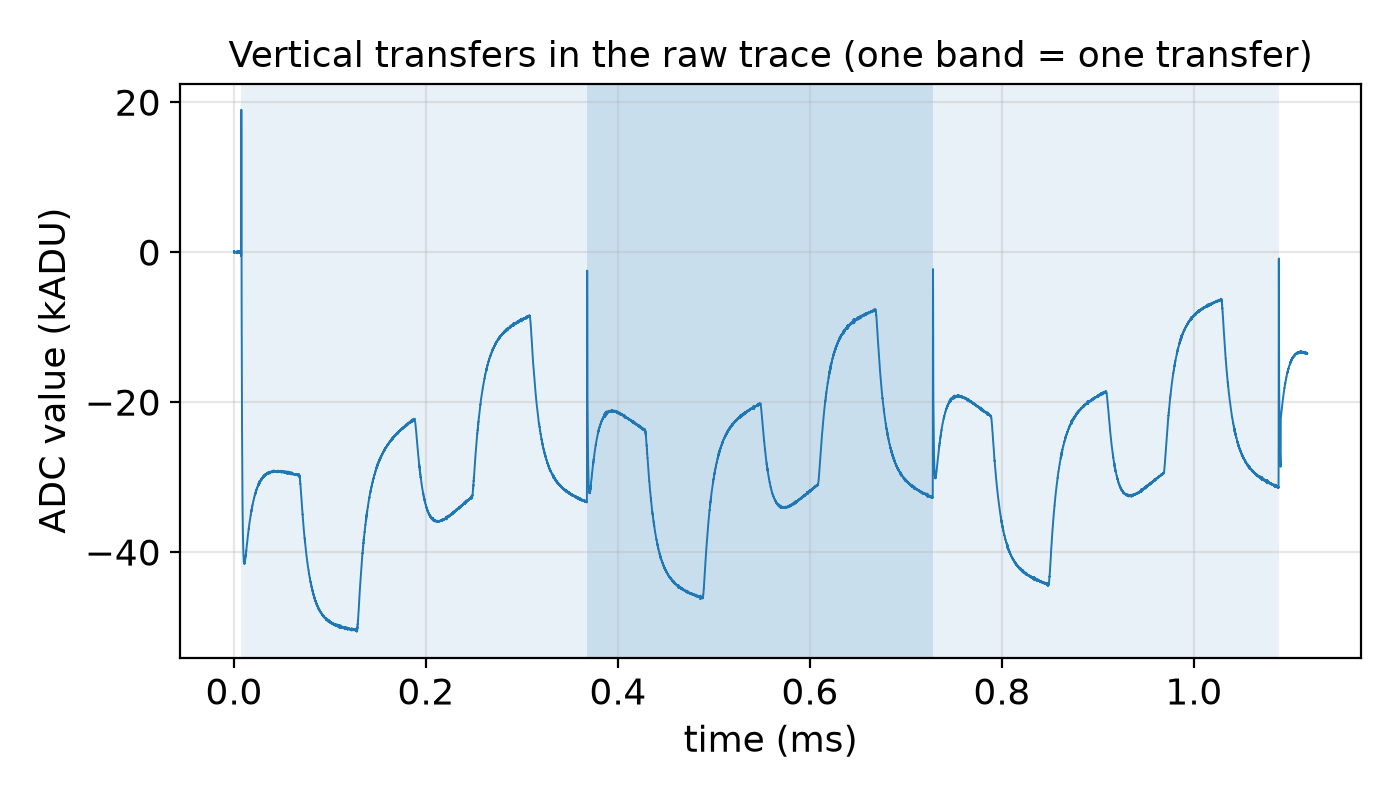 Vertical transfers in the raw trace (one band = one transfer)
ADC value (kADU)
20
0
−20
−40
0.0 0.2 0.4 0.6 0.8 1.0
time (ms)